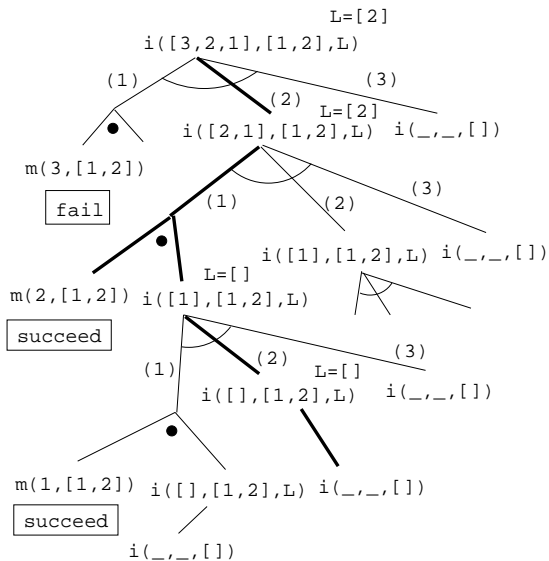 L=[2]
i([3,2,1],[1,2],L)
(1)
(2)
(3)
L=[2]
i([2,1],[1,2],L)
i(_,_,[])
m(3,[1,2])
fail
(1)
(2)
(3)
i([1],[1,2],L)
i(_,_,[])
L=[]
m(2,[1,2])
i([1],[1,2],L)
succeed
(1)
(2)
(3)
L=[]
i([],[1,2],L)
i(_,_,[])
m(1,[1,2])
i([],[1,2],L)
i(_,_,[])
succeed
i(_,_,[])